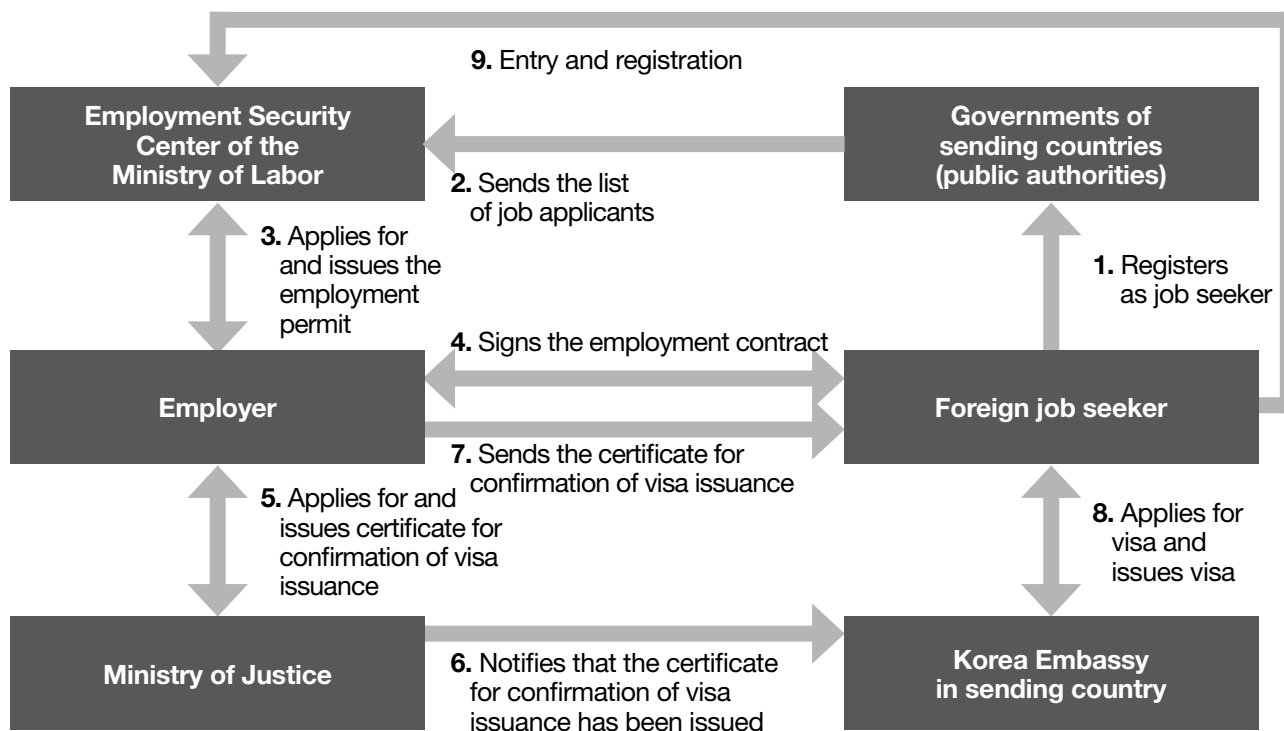 9. Entry and registration
Employment Security
Center of the
Ministry of Labor
Governments of
sending countries
(public authorities)
2. Sends the list
of job applicants
3. Applies for
and issues the
employment
permit
1. Registers
as job seeker
4. Signs the employment contract
Employer
Foreign job seeker
7. Sends the certificate for
confirmation of visa issuance
5. Applies for and
issues certificate for
confirmation of visa
issuance
8. Applies for
visa and
issues visa
Ministry of Justice
6. Notifies that the certificate
for confirmation of visa
issuance has been issued
Korea Embassy
in sending country